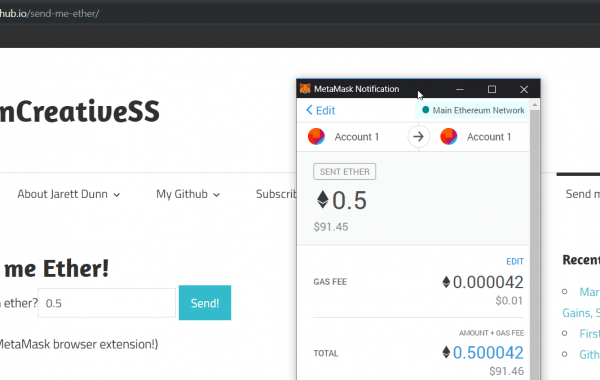 hub.io/send-me-ether/
nCreativeSS
About Jarett Dunn
My Github
Subscrib
Send m
me Ether!
ether?
0.5
Send!
MetaMask browser extension!)
MetaMask Notification
Edit
Main Ethereum Network
Account 1
Account 1
SENT ETHER
0.5
$91.45
EDIT
GAS FEE
0.000042
$0.01
AMOUNT + GAS FEE
TOTAL
0.500042
$91.46
Recen
Mar
Gains, S
First
Gith